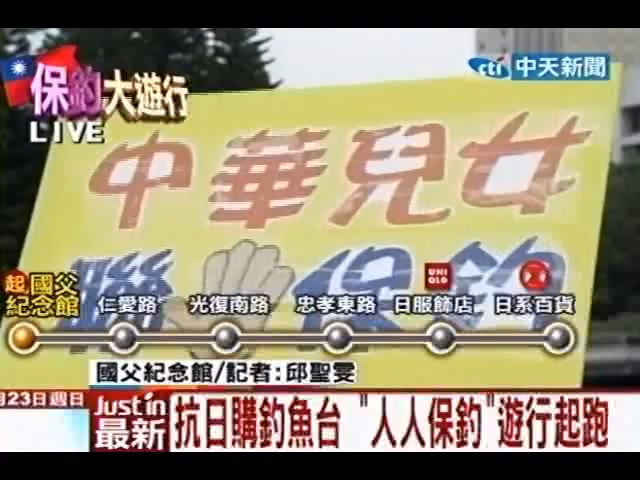 保釣大遊行
LIVE
cti 中天新聞
中華兒女
聯 保釣
起 國父紀念館
仁愛路
光復南路
忠孝東路
UNIQLO
日服飾店
日系百貨
國父紀念館/記者:邱聖雯
月23日週日
Just in
最新
抗日購釣魚台 "人人保釣"遊行起跑